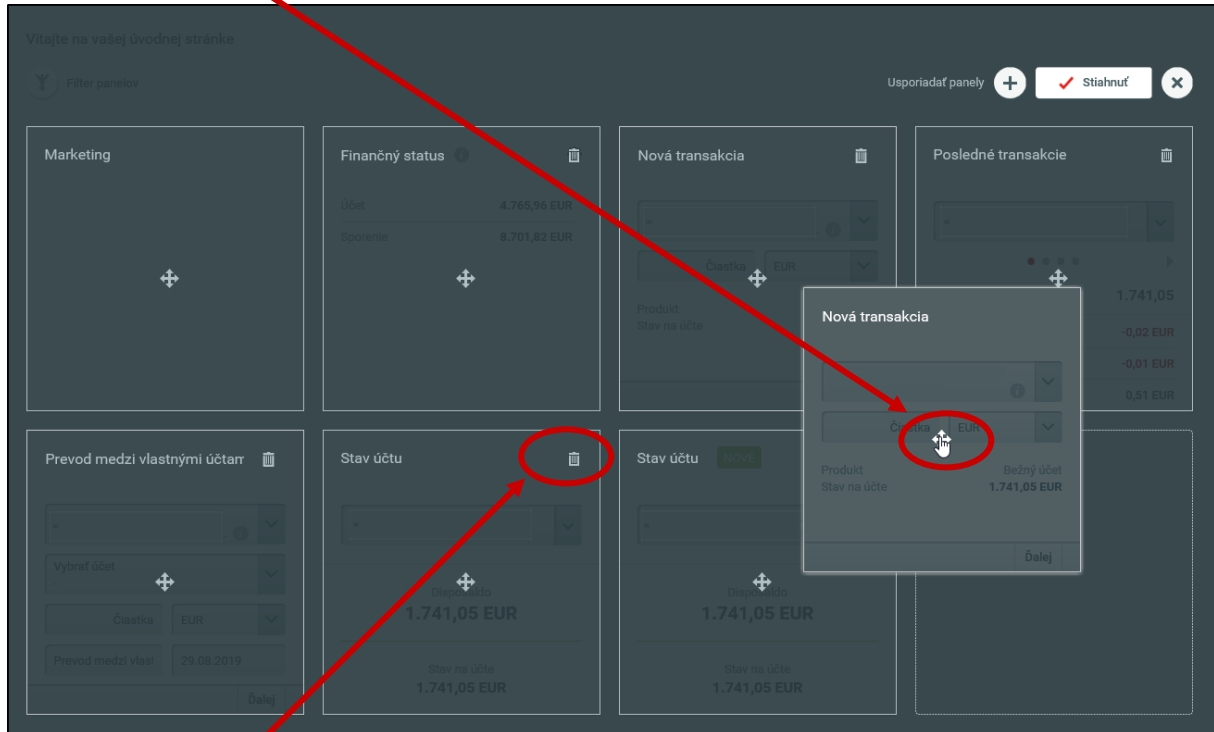 Vitajte na vašej úvodnej stránke
Filter panelov
Usporiadať panely
Stiahnuť
Marketing
Finančný status
Účet 4.765,96 EUR
Sporenie 8.701,82 EUR
Nová transakcia
-
Čiastka EUR
Produkt
Stav na účte
Posledné transakcie
-
1.741,05
-0,02 EUR
-0,01 EUR
0,51 EUR
Nová transakcia
Čiastka EUR
Produkt Bežný účet
Stav na účte 1.741,05 EUR
Ďalej
Prevod medzi vlastnými účtam
-
Vybrať účet
Čiastka EUR
Prevod medzi vlasl 29.08.2019
Ďalej
Stav účtu
-
1.741,05 EUR
Stav na účte
1.741,05 EUR
Stav účtu NOVÉ
-
1.741,05 EUR
Stav na účte
1.741,05 EUR